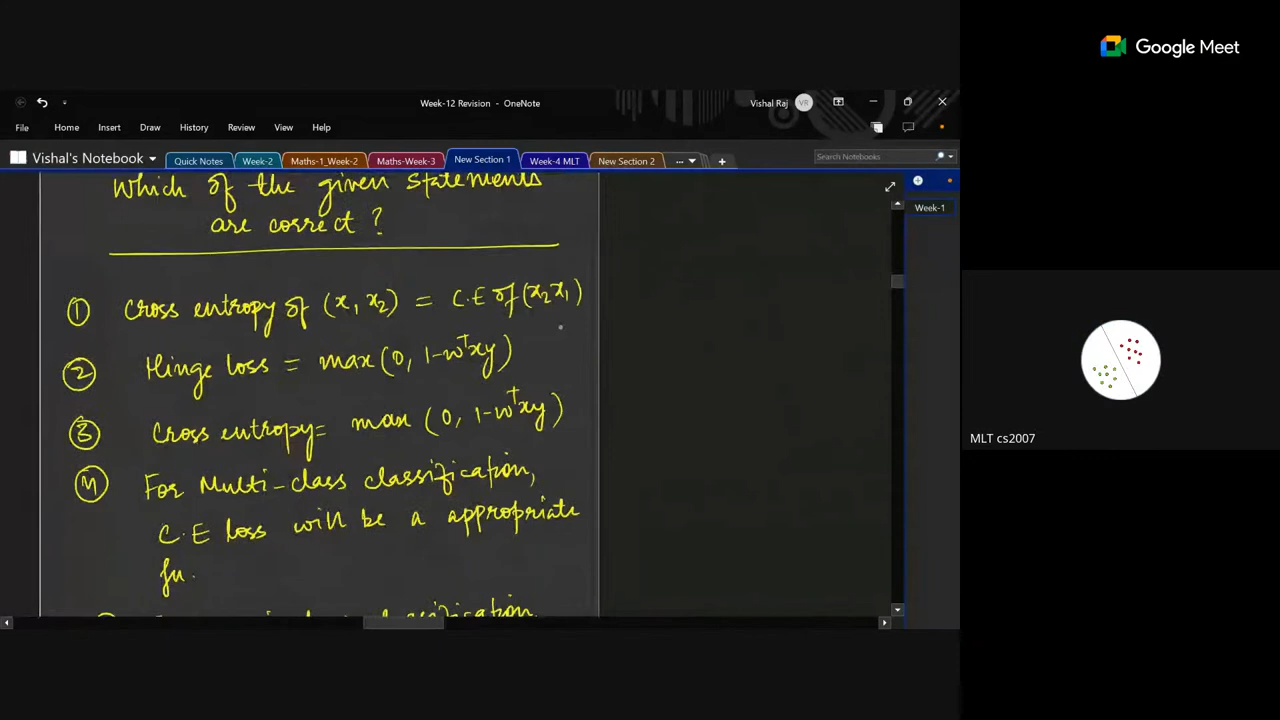 Google Meet
Week-12 Revision - OneNote
Vishal Raj
VR
File Home Insert Draw History Review View Help
Vishal's Notebook
Quick Notes Week-2 Maths-1_Week-2 Maths-Week-3 New Section 1 Week-4 MLT New Section 2 ... +
Search Notebooks
Week-1
Which of the given statements
are correct ?
① Cross entropy of (x₁ x₂) = C.E of (x₂x₁)
② Hinge loss = max (0, 1-wᵀxy)
③ Cross entropy = max (0, 1-wᵀxy)
④ For Multi-class classification,
C.E loss will be a appropriate
fu.
classification,
MLT cs2007